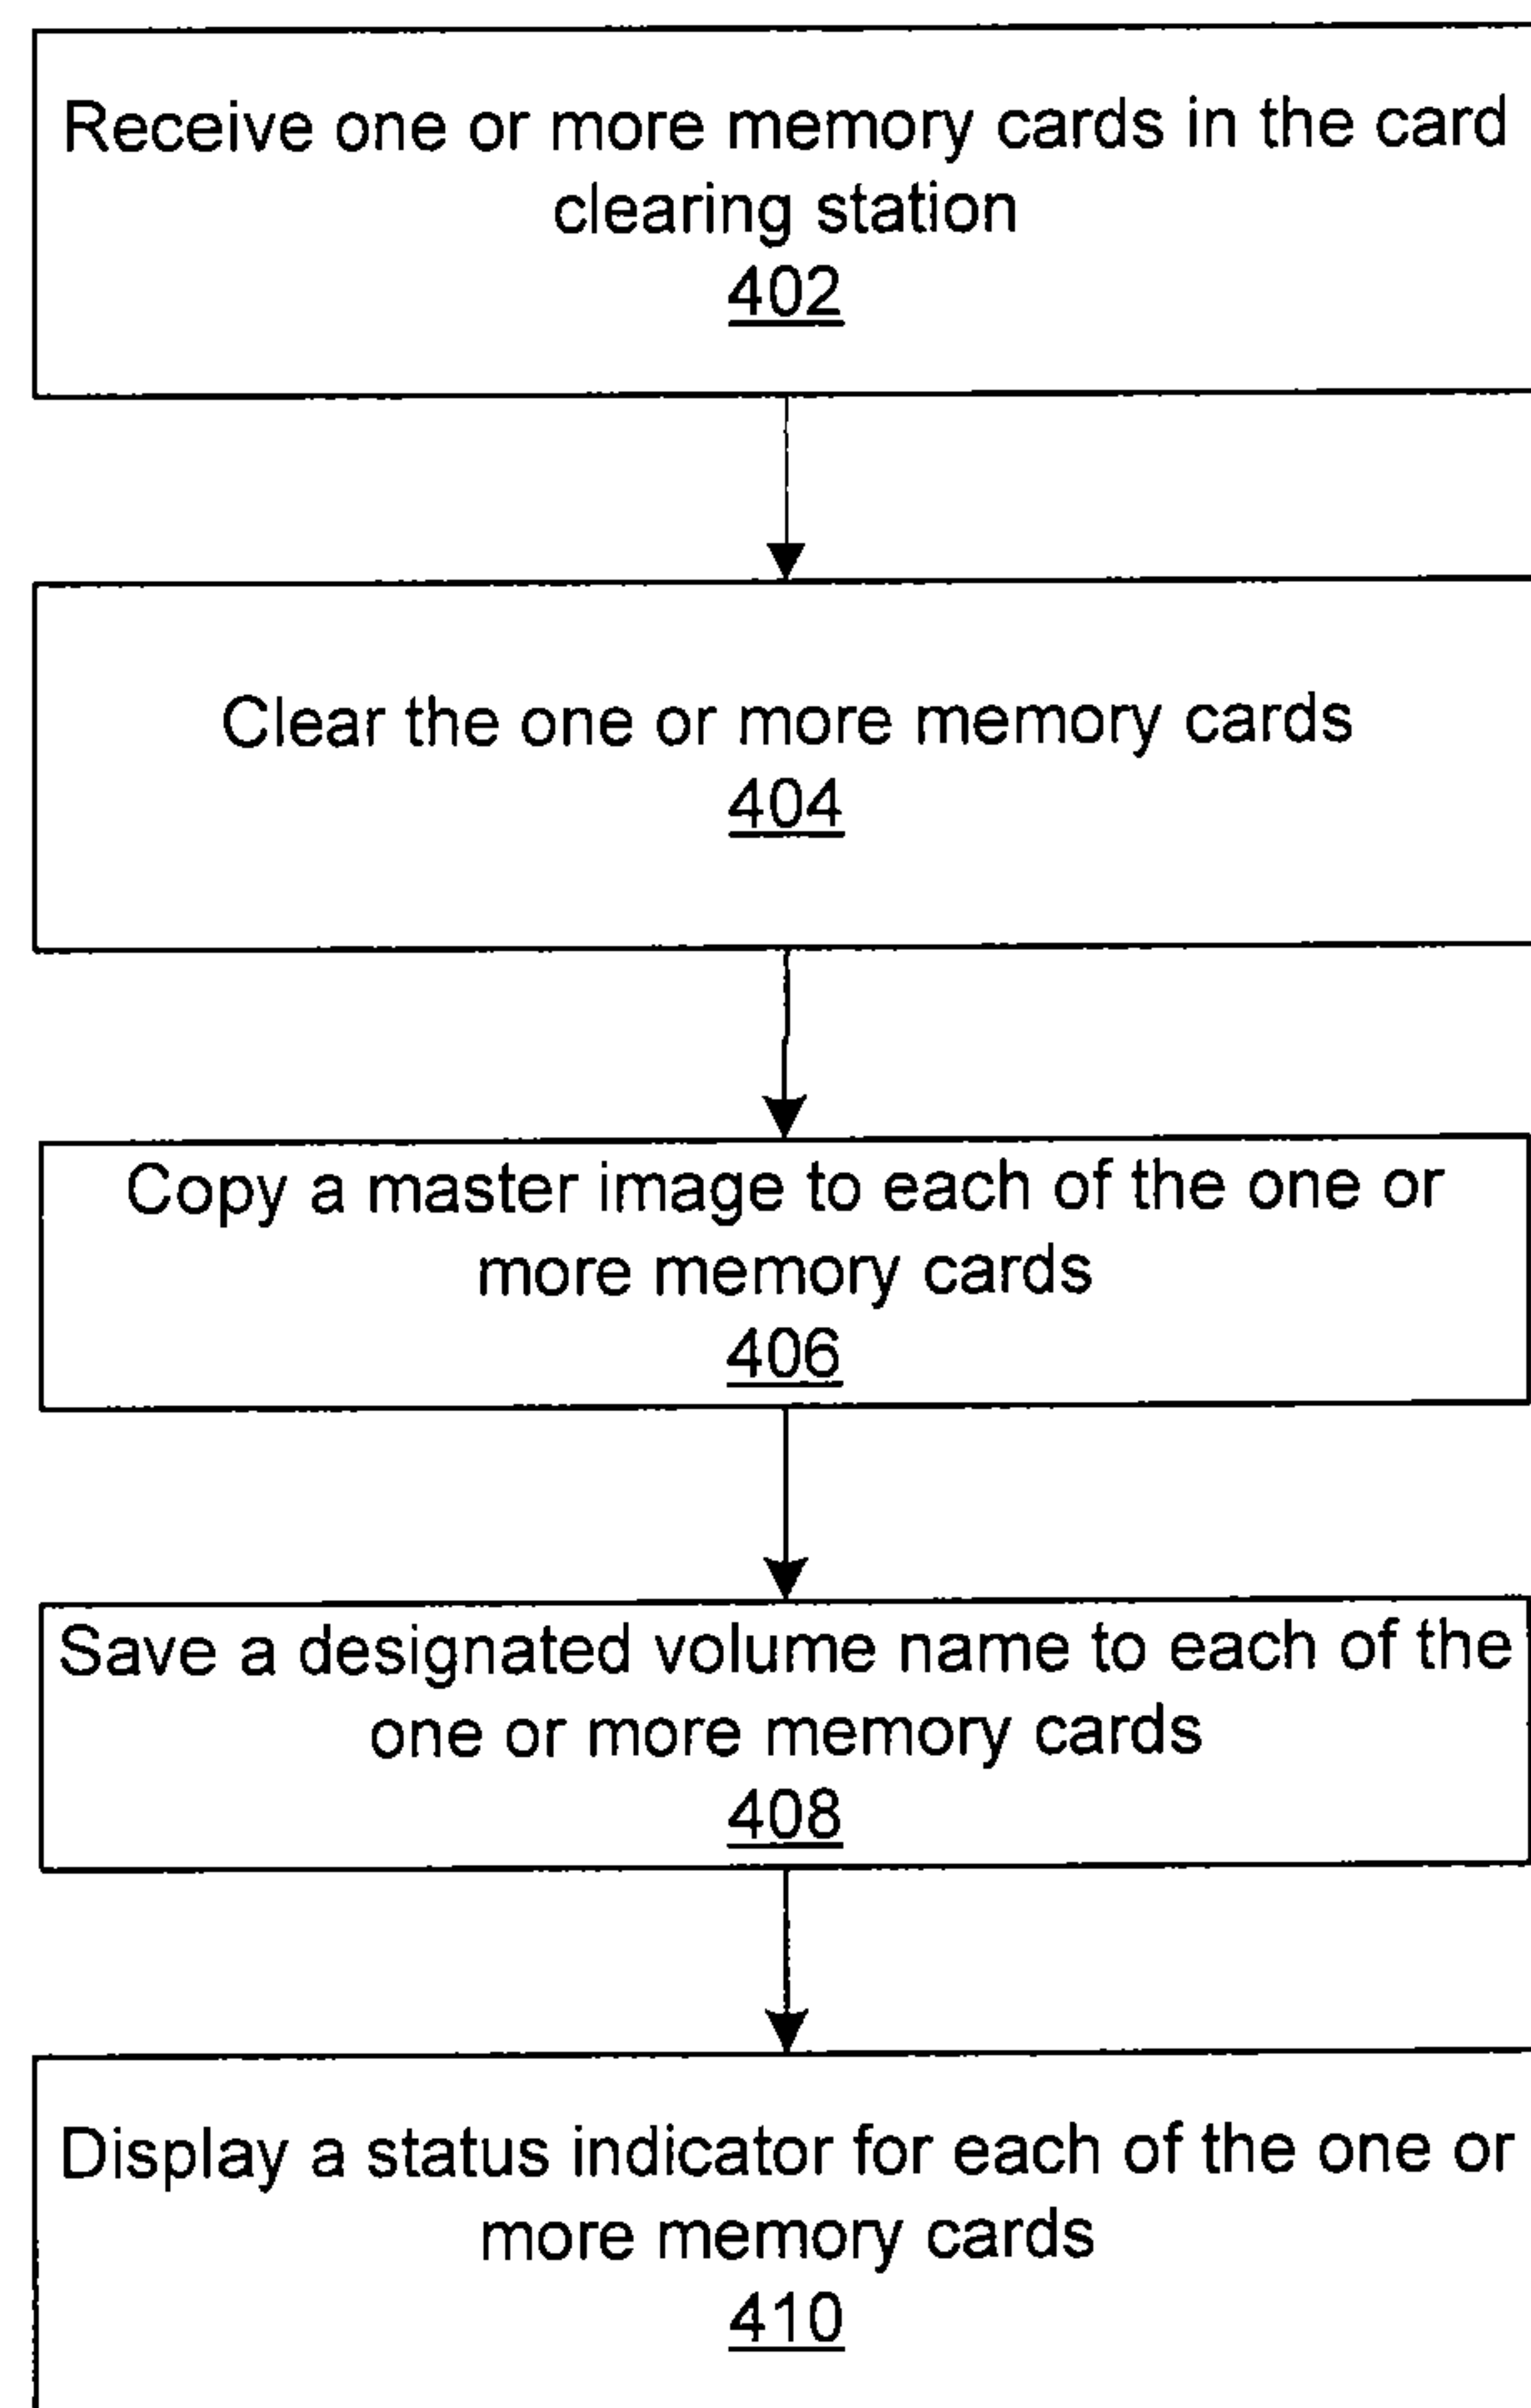 Receive one or more memory cards in the card
clearing station
402
Clear the one or more memory cards
404
Copy a master image to each of the one or
more memory cards
406
Save a designated volume name to each of the
one or more memory cards
408
Display a status indicator for each of the one or
more memory cards
410